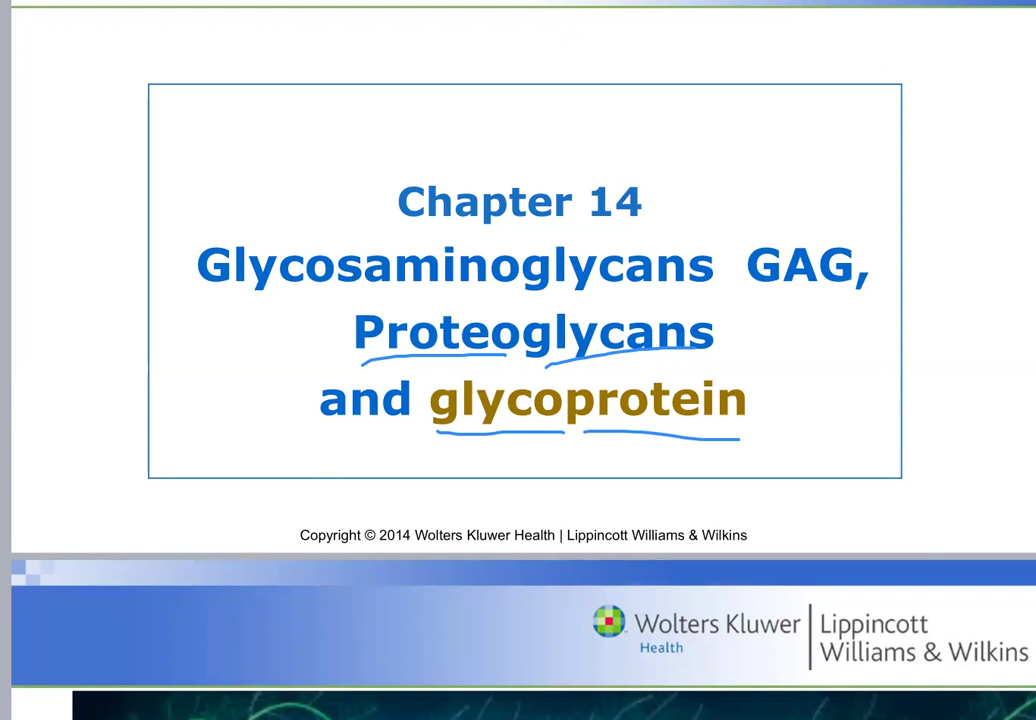 Chapter 14
Glycosaminoglycans GAG,
Proteoglycans
and glycoprotein
Copyright © 2014 Wolters Kluwer Health | Lippincott Williams & Wilkins
Wolters Kluwer
Health
Lippincott
Williams & Wilkins